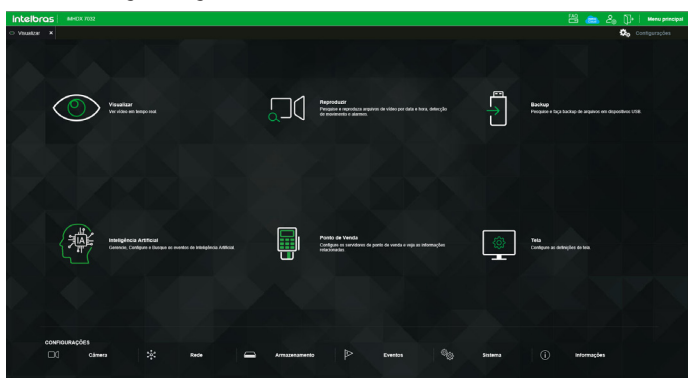 intelbras iMHDX 7032 FAQ Menu principal
Visualizar × Configurações
Visualizar
Ver vídeo em tempo real.
Reproduzir
Pesquise e reproduza arquivos de vídeo por data e hora, detecção
de movimento e alarmes.
Backup
Pesquise e faça backup de arquivos em dispositivos USB.
IA
Inteligência Artificial
Gerencie, Configure e Busque os eventos de Inteligência Artificial.
Ponto de Venda
Configure os servidores de ponto de venda e veja as informações
relacionadas.
Tela
Configure as definições de tela.
CONFIGURAÇÕES
Câmera Rede Armazenamento Eventos Sistema Informações